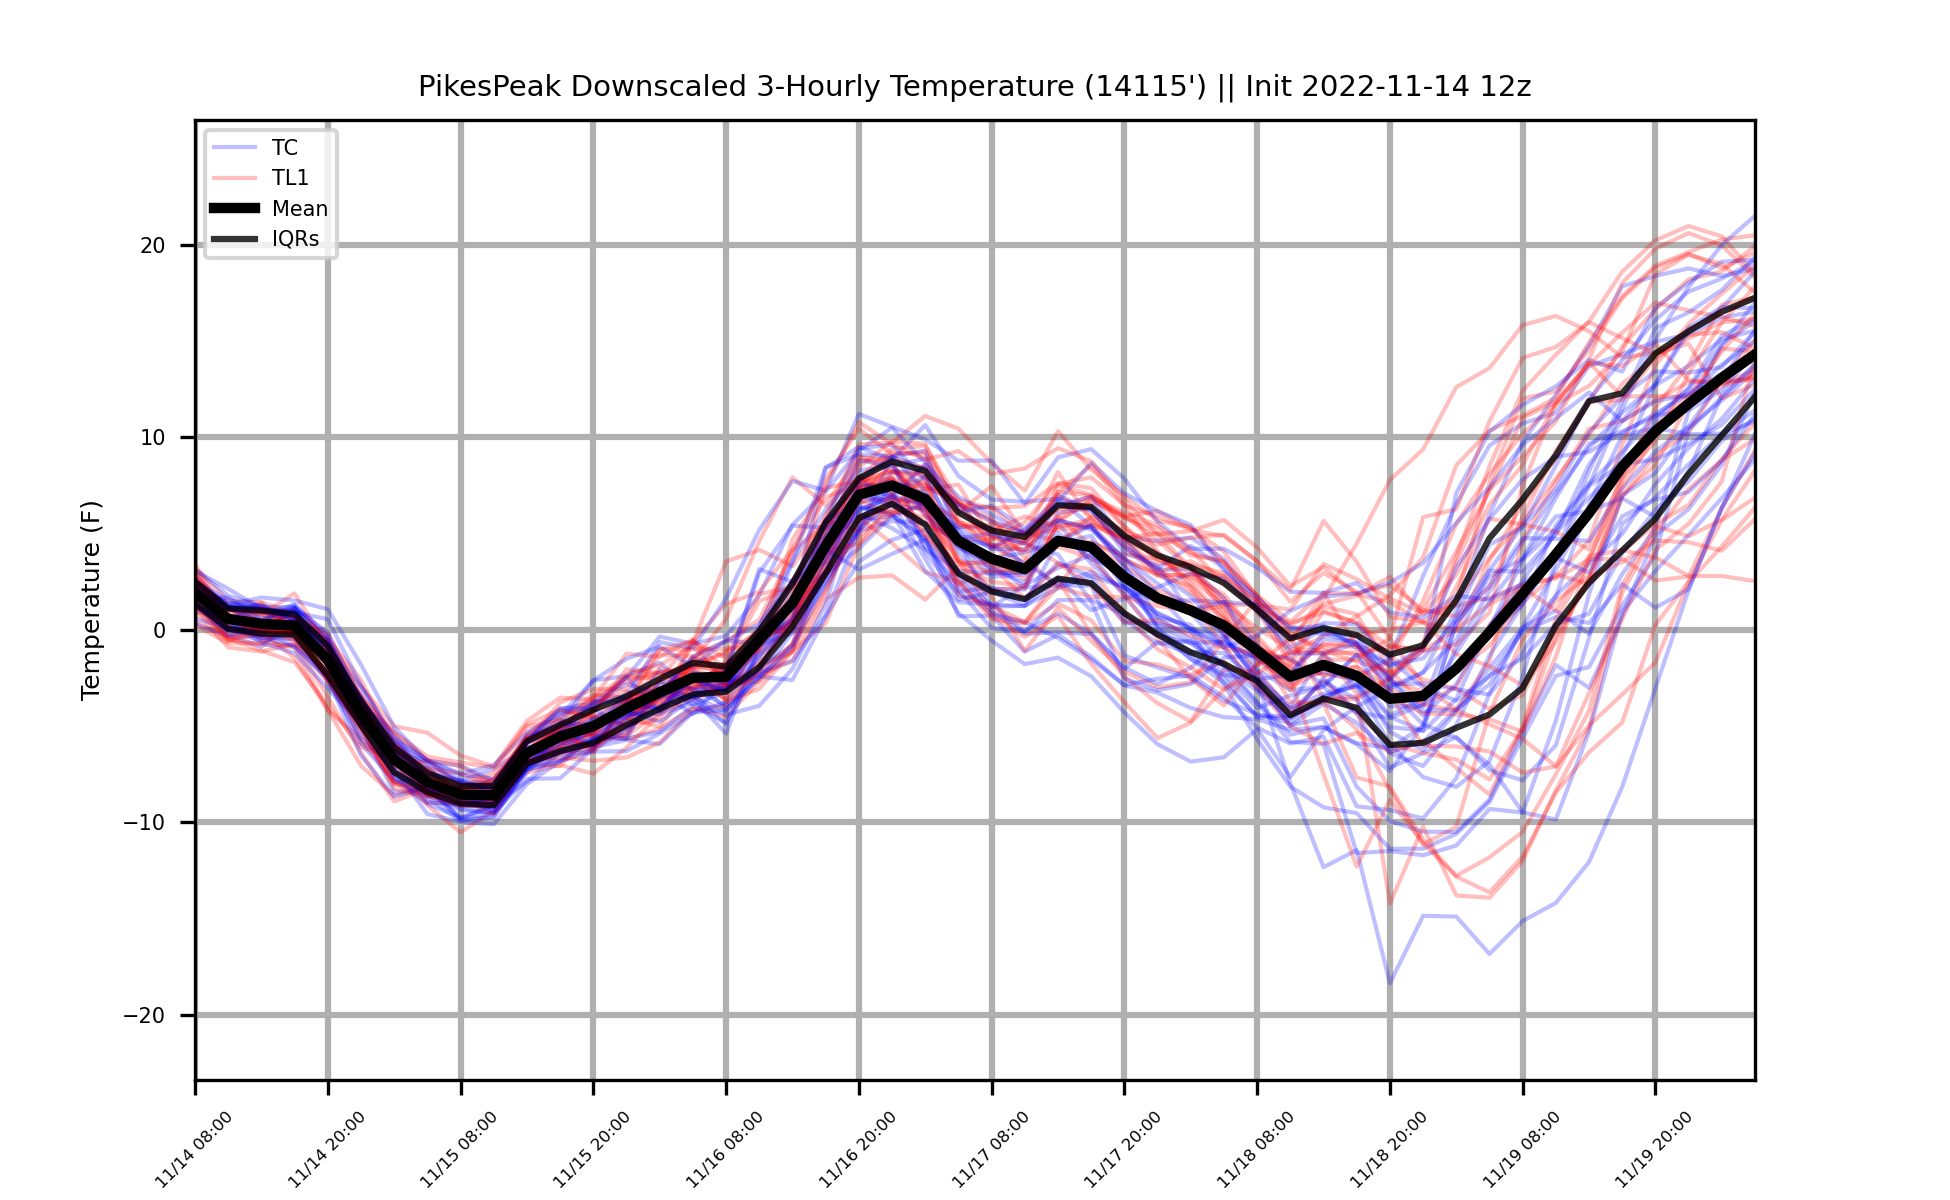 PikesPeak Downscaled 3-Hourly Temperature (14115') || Init 2022-11-14 12z
TC
TL1
Mean
IQRs
Temperature (F)
20
10
0
−10
−20
11/14 08:00
11/14 20:00
11/15 08:00
11/15 20:00
11/16 08:00
11/16 20:00
11/17 08:00
11/17 20:00
11/18 08:00
11/18 20:00
11/19 08:00
11/19 20:00